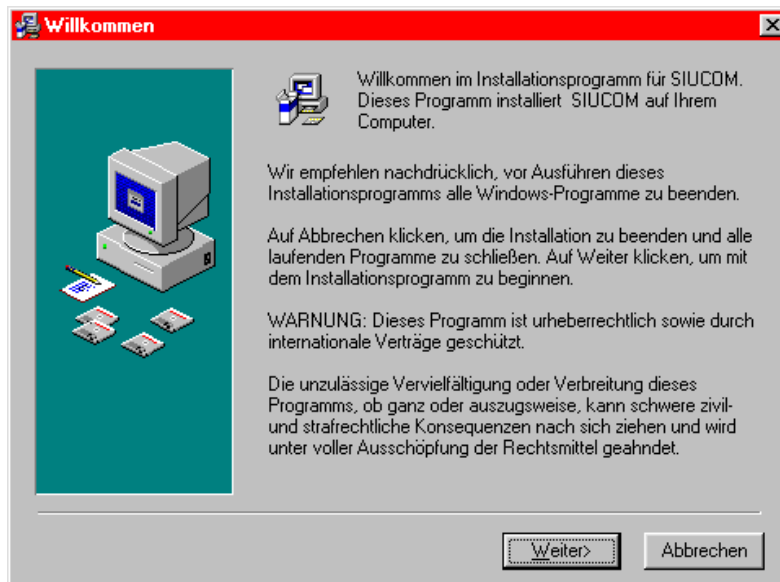 Willkommen
Willkommen im Installationsprogramm für SIUCOM.
Dieses Programm installiert SIUCOM auf Ihrem
Computer.
Wir empfehlen nachdrücklich, vor Ausführen dieses
Installationsprogramms alle Windows-Programme zu beenden.
Auf Abbrechen klicken, um die Installation zu beenden und alle
laufenden Programme zu schließen. Auf Weiter klicken, um mit
dem Installationsprogramm zu beginnen.
WARNUNG: Dieses Programm ist urheberrechtlich sowie durch
internationale Verträge geschützt.
Die unzulässige Vervielfältigung oder Verbreitung dieses
Programms, ob ganz oder auszugsweise, kann schwere zivil-
und strafrechtliche Konsequenzen nach sich ziehen und wird
unter voller Ausschöpfung der Rechtsmittel geahndet.
Weiter>
Abbrechen